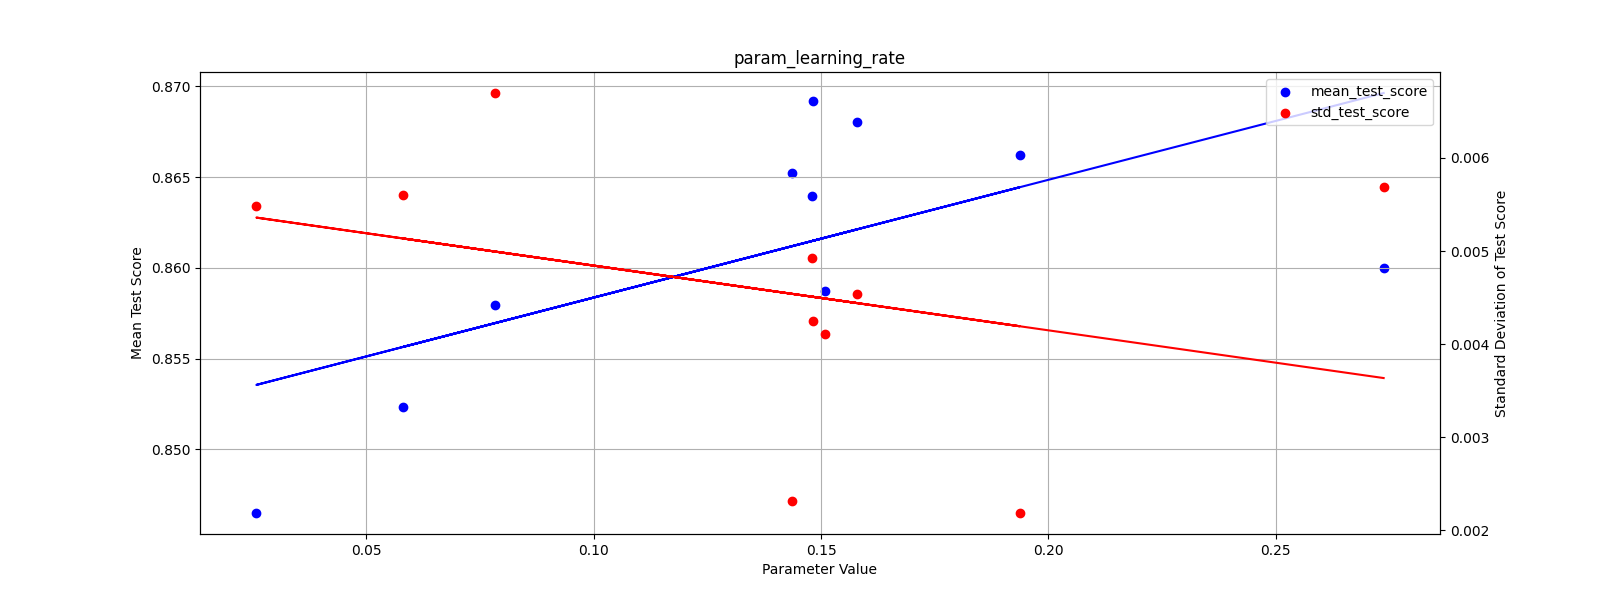 param_learning_rate
0.870
0.865
0.860
0.855
0.850
Mean Test Score
mean_test_score
std_test_score
0.006
0.005
0.004
0.003
0.002
Standard Deviation of Test Score
0.05 0.10 0.15 0.20 0.25
Parameter Value